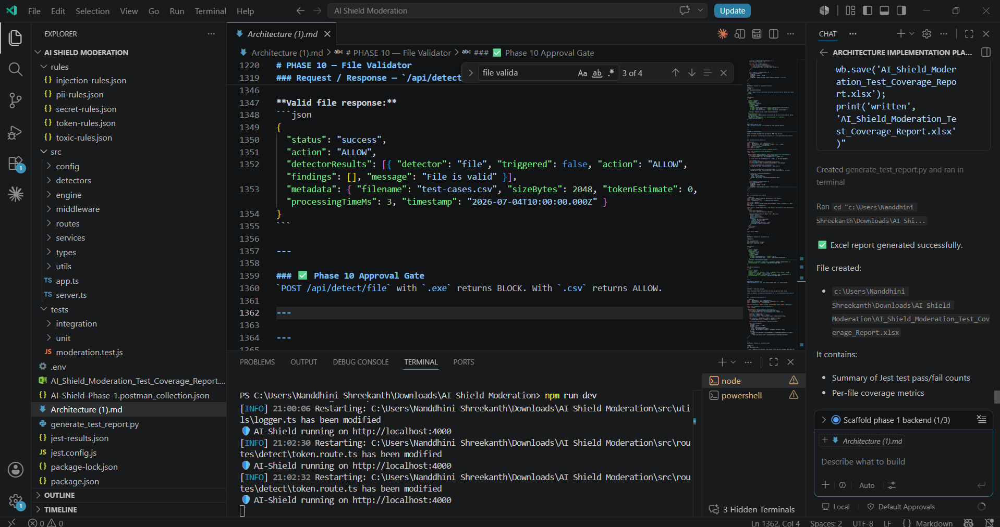 File Edit Selection View Go Run Terminal Help
AI Shield Moderation
Update
EXPLORER
AI SHIELD MODERATION
rules
injection-rules.json
pii-rules.json
secret-rules.json
token-rules.json
toxic-rules.json
src
config
detectors
engine
middleware
routes
services
types
utils
TS app.ts
TS server.ts
tests
integration
unit
JS moderation.test.js
.env
AI_Shield_Moderation_Test_Coverage_Report....
AI-Shield-Phase-1.postman_collection.json
Architecture (1).md
generate_test_report.py
jest-results.json
JS jest.config.js
package-lock.json
package.json
OUTLINE
TIMELINE
1
1
Architecture (1).md
Architecture (1).md > abc # PHASE 10 — File Validator > abc ### ✅ Phase 10 Approval Gate
file valida
Aa ab .* 3 of 4
1220 # PHASE 10 — File Validator
1319 ### Request / Response — `/api/detect
1346
1347 **Valid file response:**
1348 ```json
1349 {
1350 "status": "success",
1351 "action": "ALLOW",
1352 "detectorResults": [{ "detector": "file", "triggered": false, "action": "ALLOW",
"findings": [], "message": "File is valid" }],
1353 "metadata": { "filename": "test-cases.csv", "sizeBytes": 2048, "tokenEstimate": 0,
"processingTimeMs": 3, "timestamp": "2026-07-04T10:00:00.000Z" }
1354 }
1355 ```
1356
1357 ---
1358
1359 ### ✅ Phase 10 Approval Gate
1360 `POST /api/detect/file` with `.exe` returns BLOCK. With `.csv` returns ALLOW.
1361
1362 ---
1363
1364 ---
1365
PROBLEMS OUTPUT DEBUG CONSOLE TERMINAL PORTS
PS C:\Users\Nanddhini Shreekanth\Downloads\AI Shield Moderation> npm run dev
[INFO] 21:00:06 Restarting: C:\Users\Nanddhini Shreekanth\Downloads\AI Shield Moderation\src\uti
ls\logger.ts has been modified
AI-Shield running on http://localhost:4000
[INFO] 21:02:30 Restarting: C:\Users\Nanddhini Shreekanth\Downloads\AI Shield Moderation\src\rou
tes\detect\token.route.ts has been modified
AI-Shield running on http://localhost:4000
[INFO] 21:02:32 Restarting: C:\Users\Nanddhini Shreekanth\Downloads\AI Shield Moderation\src\rou
tes\detect\token.route.ts has been modified
AI-Shield running on http://localhost:4000
node
powershell
3 Hidden Terminals
CHAT
ARCHITECTURE IMPLEMENTATION PLA...
wb.save('AI_Shield_Moder
ation_Test_Coverage_Repo
rt.xlsx');
print('written',
'AI_Shield_Moderation_Te
st_Coverage_Report.xlsx'
)"
Created generate_test_report.py and ran in
terminal
Ran cd "c:\Users\Nanddhini
Shreekanth\Downloads\AI Shi...
✅ Excel report generated successfully.
File created:
• c:\Users\Nanddhini
Shreekanth\Downloads\AI Shield
Moderation\AI_Shield_Moderation_Test_Cov
erage_Report.xlsx
It contains:
• Summary of Jest test pass/fail counts
• Per-file coverage metrics
Scaffold phase 1 backend (1/3)
Architecture (1).md
Describe what to build
Auto
Local Default Approvals
0 0
Ln 1362, Col 4 Spaces: 2 UTF-8 LF { } Markdown